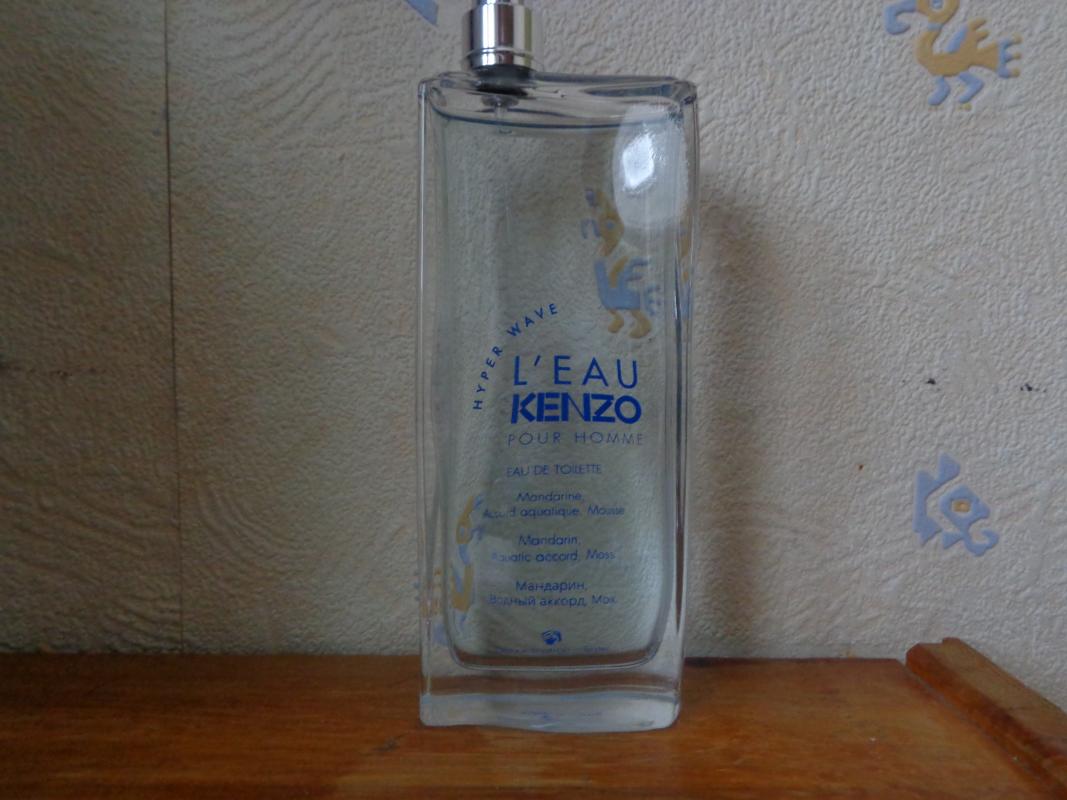 HYPER WAVE
L'EAU
KENZO
POUR HOMME
EAU DE TOILETTE
Mandarine,
Accord aquatique, Mousse
Mandarin,
Aquatic accord, Moss
Мандарин,
Водный аккорд, Мох